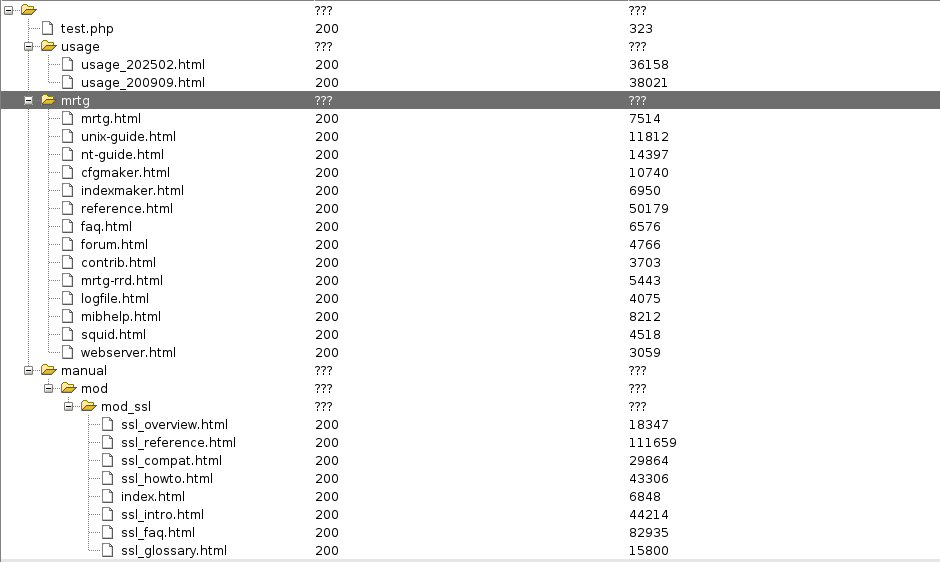 ??? ???
test.php 200 323
usage ??? ???
usage_202502.html 200 36158
usage_200909.html 200 38021
mrtg ??? ???
mrtg.html 200 7514
unix-guide.html 200 11812
nt-guide.html 200 14397
cfgmaker.html 200 10740
indexmaker.html 200 6950
reference.html 200 50179
faq.html 200 6576
forum.html 200 4766
contrib.html 200 3703
mrtg-rrd.html 200 5443
logfile.html 200 4075
mibhelp.html 200 8212
squid.html 200 4518
webserver.html 200 3059
manual ??? ???
mod ??? ???
mod_ssl ??? ???
ssl_overview.html 200 18347
ssl_reference.html 200 111659
ssl_compat.html 200 29864
ssl_howto.html 200 43306
index.html 200 6848
ssl_intro.html 200 44214
ssl_faq.html 200 82935
ssl_glossary.html 200 15800